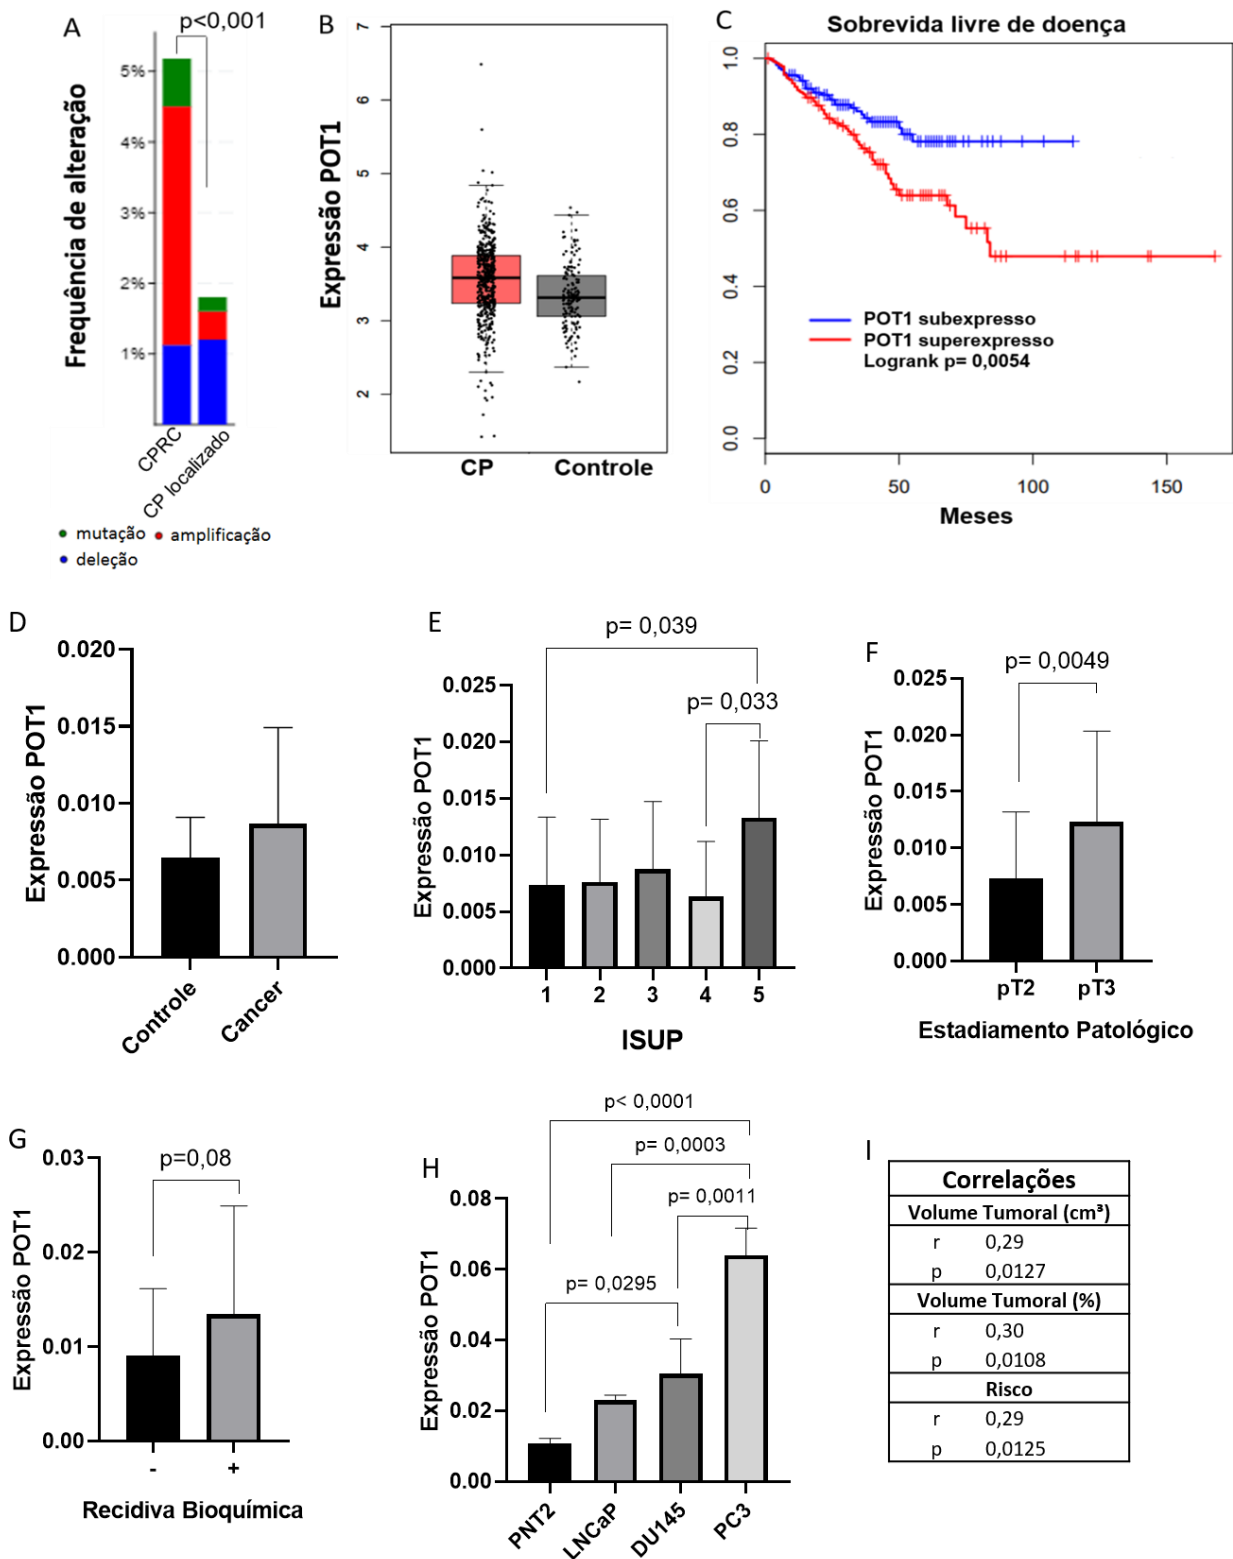 A
p<0,001
Frequência de alteração
5%
4%
3%
2%
1%
CPRC
CP localizado
mutação
amplificação
deleção
B
Expressão POT1
7
6
5
4
3
2
CP
Controle
C
Sobrevida livre de doença
1.0
0.8
0.6
0.4
0.2
0.0
POT1 subexpresso
POT1 superexpresso
Logrank p= 0,0054
0
50
100
150
Meses
D
Expressão POT1
0.020
0.015
0.010
0.005
0.000
Controle
Cancer
E
p= 0,039
p= 0,033
Expressão POT1
0.025
0.020
0.015
0.010
0.005
0.000
1
2
3
4
5
ISUP
F
p= 0,0049
Expressão POT1
0.025
0.020
0.015
0.010
0.005
0.000
pT2
pT3
Estadiamento Patológico
G
p=0,08
Expressão POT1
0.03
0.02
0.01
0.00
-
+
Recidiva Bioquímica
H
p< 0,0001
p= 0,0003
p= 0,0011
p= 0,0295
Expressão POT1
0.08
0.06
0.04
0.02
0.00
PNT2
LNCaP
DU145
PC3
I
Correlações
Volume Tumoral (cm³)
r 0,29
p 0,0127
Volume Tumoral (%)
r 0,30
p 0,0108
Risco
r 0,29
p 0,0125